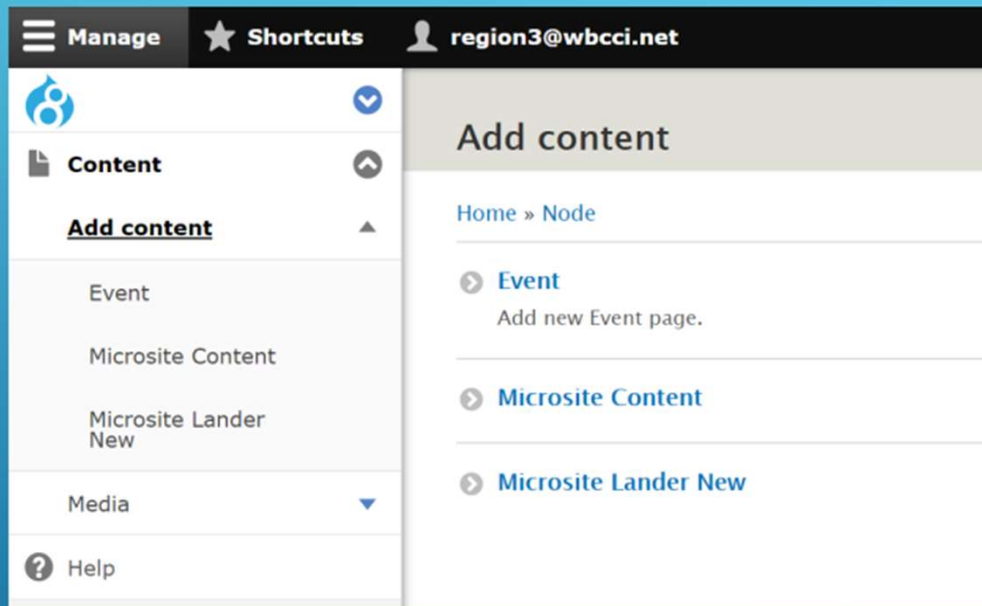 Manage Shortcuts region3@wbcci.net
8
Content
Add content
Event
Microsite Content
Microsite Lander
New
Media
Help
Add content
Home » Node
Event
Add new Event page.
Microsite Content
Microsite Lander New